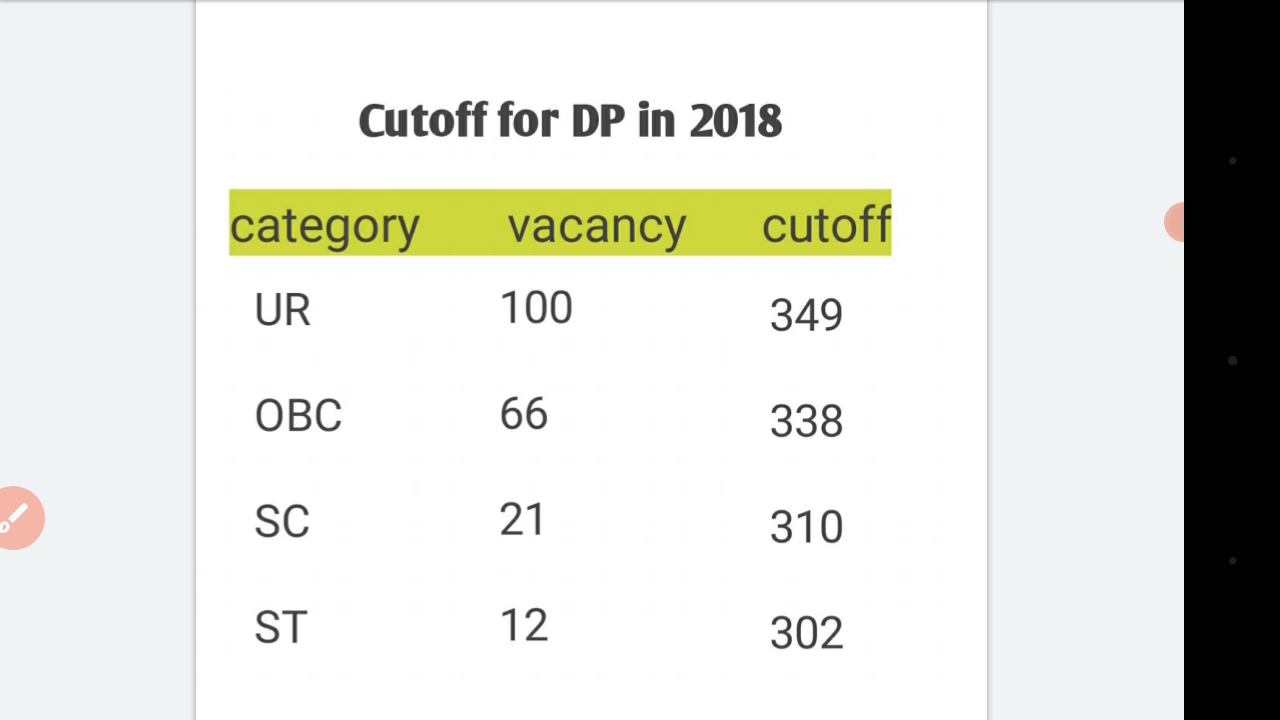 Cutoff for DP in 2018
category vacancy cutoff
UR 100 349
OBC 66 338
SC 21 310
ST 12 302